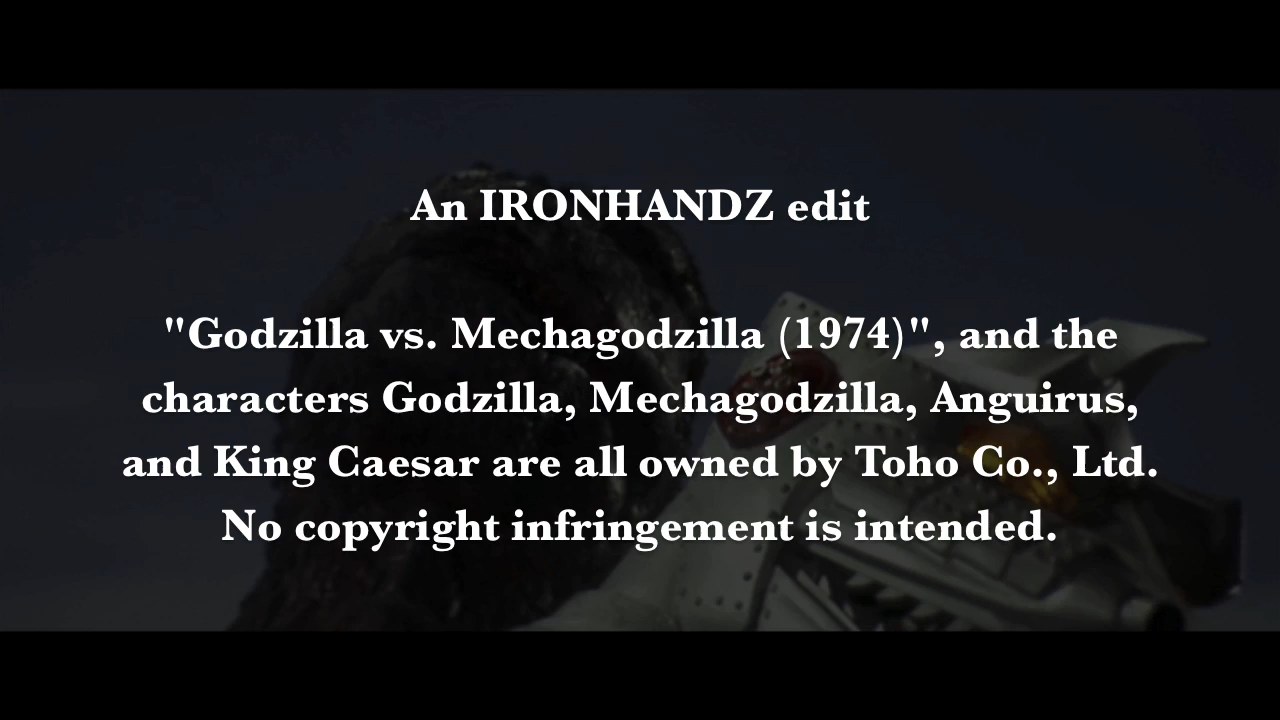 An IRONHANDZ edit
"Godzilla vs. Mechagodzilla (1974)", and the
characters Godzilla, Mechagodzilla, Anguirus,
and King Caesar are all owned by Toho Co., Ltd.
No copyright infringement is intended.